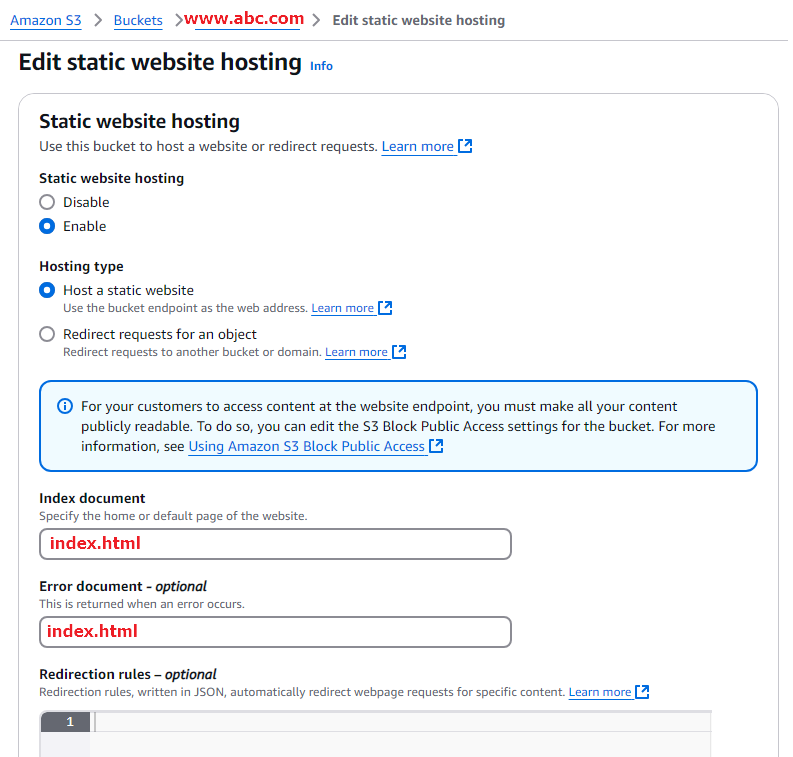 Amazon S3 > Buckets > www.abc.com > Edit static website hosting
Edit static website hosting Info
Static website hosting
Use this bucket to host a website or redirect requests. Learn more
Static website hosting
Disable
Enable
Hosting type
Host a static website
Use the bucket endpoint as the web address. Learn more
Redirect requests for an object
Redirect requests to another bucket or domain. Learn more
For your customers to access content at the website endpoint, you must make all your content
publicly readable. To do so, you can edit the S3 Block Public Access settings for the bucket. For more
information, see Using Amazon S3 Block Public Access
Index document
Specify the home or default page of the website.
index.html
Error document - optional
This is returned when an error occurs.
index.html
Redirection rules – optional
Redirection rules, written in JSON, automatically redirect webpage requests for specific content. Learn more
1